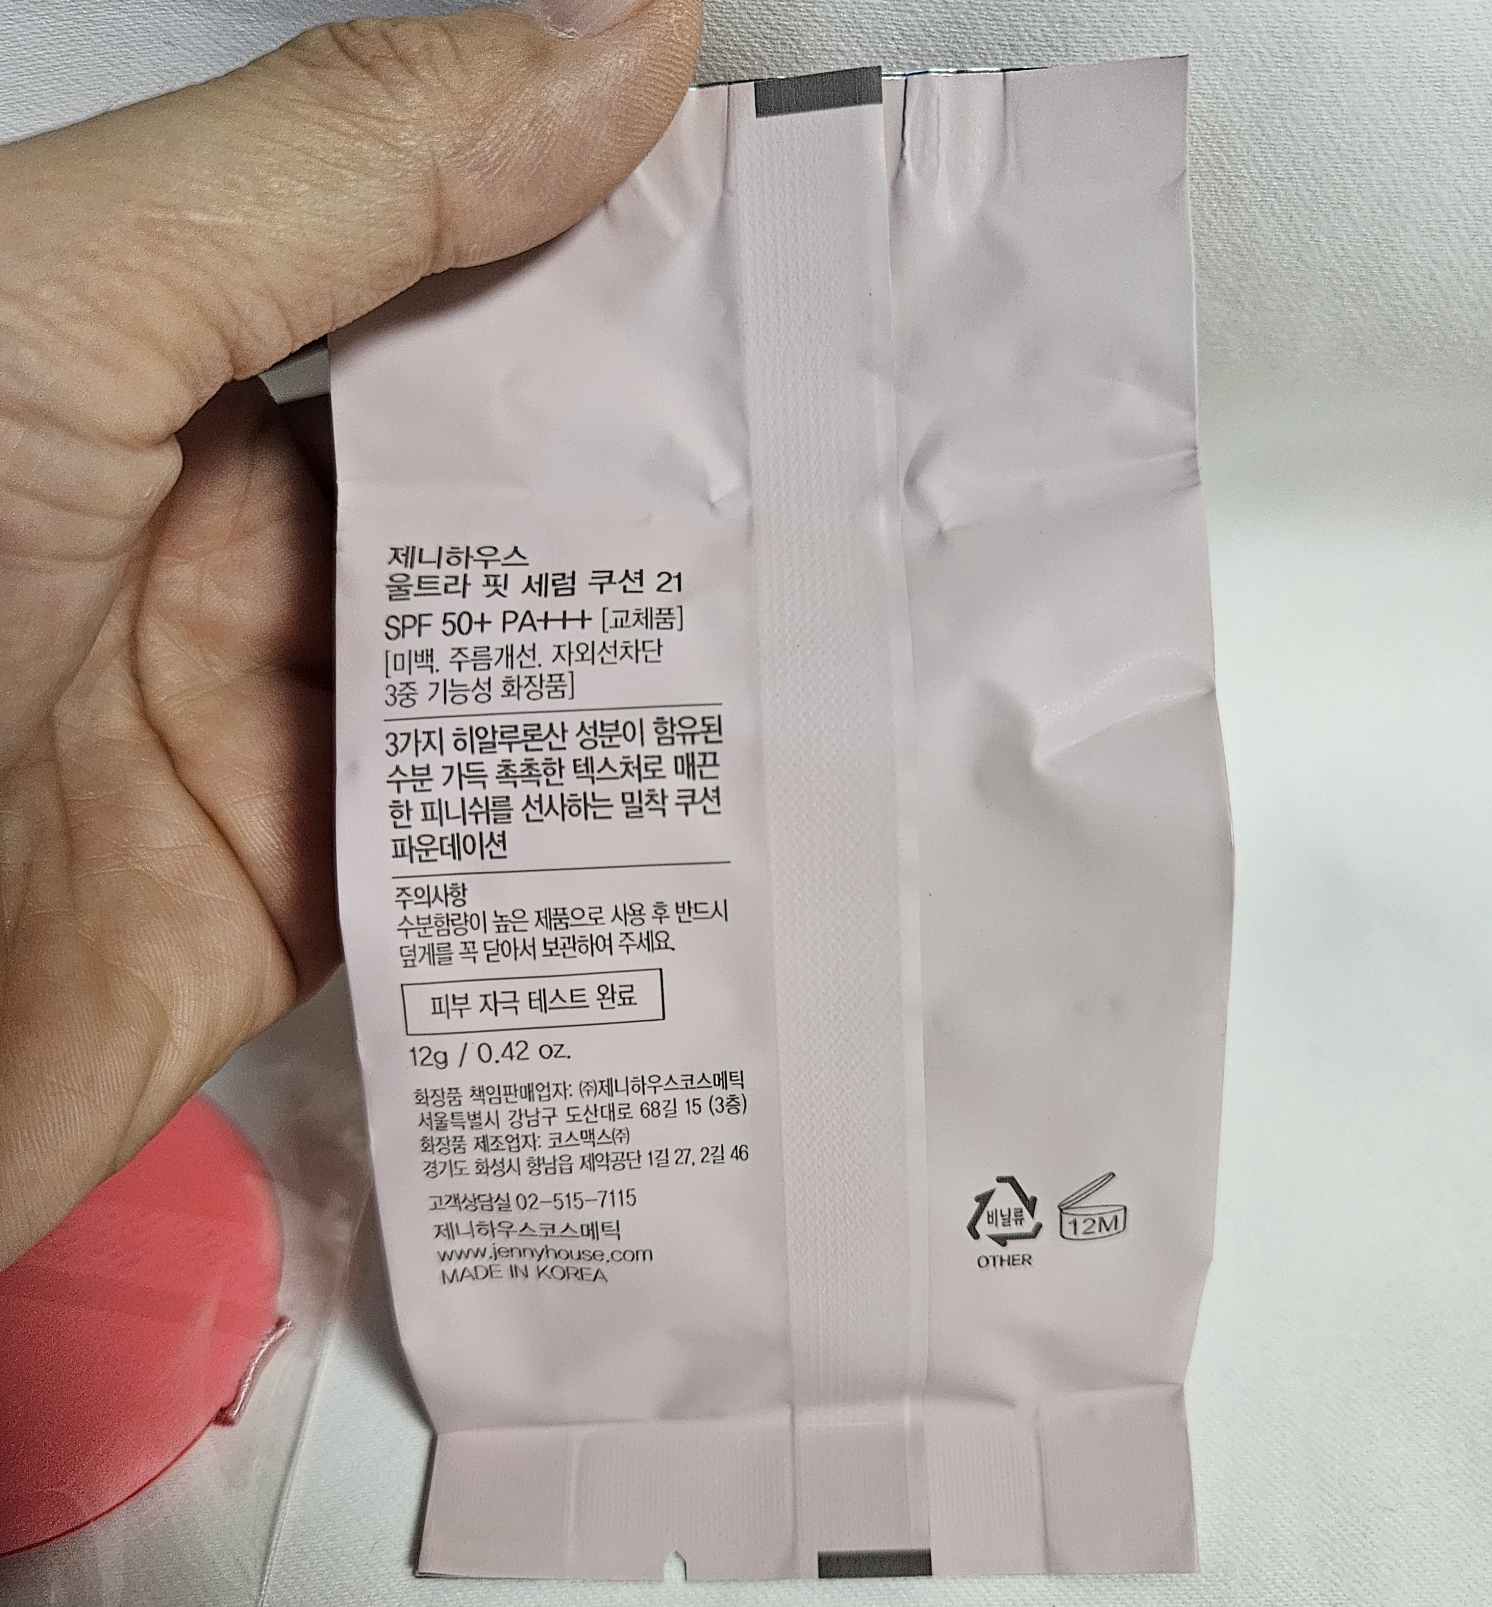 제니하우스
울트라 핏 세럼 쿠션 21
SPF 50+ PA+++ [교체품]
[미백, 주름개선, 자외선차단
3중 기능성 화장품]
3가지 히알루론산 성분이 함유된
수분 가득 촉촉한 텍스처로 매끈
한 피니쉬를 선사하는 밀착 쿠션
파운데이션
주의사항
수분함량이 높은 제품으로 사용 후 반드시
덮게를 꼭 닫아서 보관하여 주세요.
피부 자극 테스트 완료
12g / 0.42 oz.
화장품 책임판매업자: ㈜제니하우스코스메틱
서울특별시 강남구 도산대로 68길 15 (3층)
화장품 제조업자: 코스맥스㈜
경기도 화성시 향남읍 제약공단 1길 27, 2길 46
고객상담실 02-515-7115
제니하우스코스메틱
www.jennyhouse.com
MADE IN KOREA
비닐류
OTHER
12M